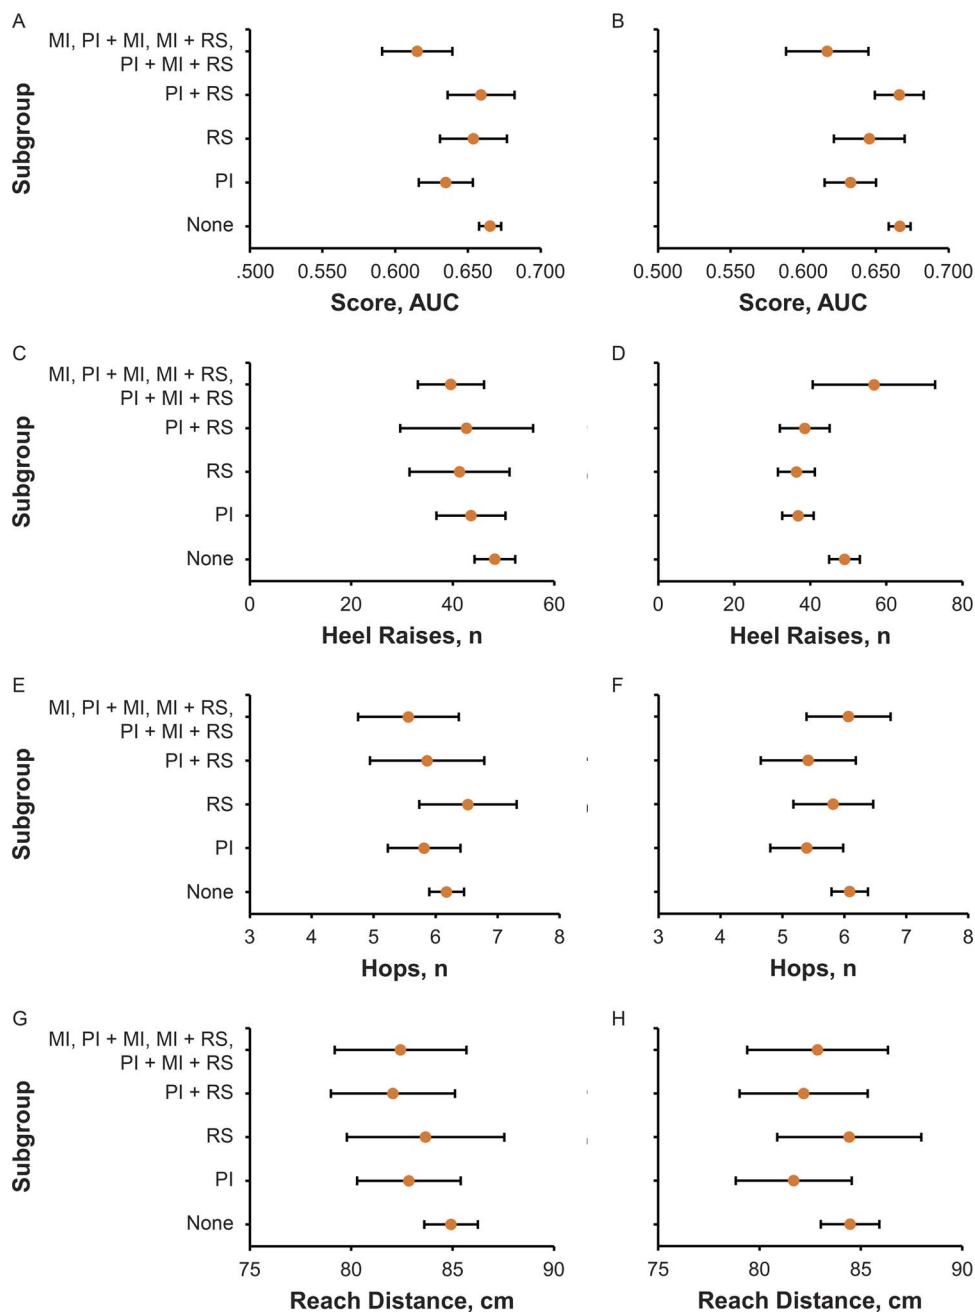 A
B
MI, PI + MI, MI + RS,
PI + MI + RS
PI + RS
RS
PI
None
Subgroup
.500 0.550 0.600 0.650 0.700
0.500 0.550 0.600 0.650 0.700
Score, AUC
Score, AUC
C
D
MI, PI + MI, MI + RS,
PI + MI + RS
PI + RS
RS
PI
None
Subgroup
0 20 40 60
0 20 40 60 80
Heel Raises, n
Heel Raises, n
E
F
MI, PI + MI, MI + RS,
PI + MI + RS
PI + RS
RS
PI
None
Subgroup
3 4 5 6 7 8
3 4 5 6 7 8
Hops, n
Hops, n
G
H
MI, PI + MI, MI + RS,
PI + MI + RS
PI + RS
RS
PI
None
Subgroup
75 80 85 90
75 80 85 90
Reach Distance, cm
Reach Distance, cm